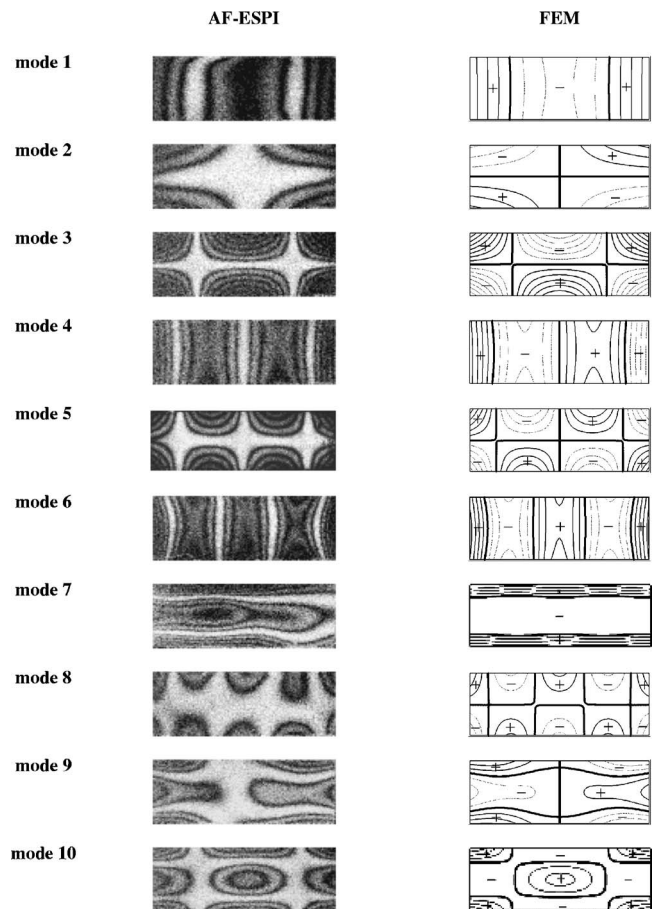 AF-ESPI FEM
mode 1
+ − +
mode 2
− +
+ −
mode 3
+ − +
− + −
mode 4
+ − + −
mode 5
+ − + −
− + − +
mode 6
+ − + − +
mode 7
+
−
+
mode 8
+ − + − +
− + − + −
mode 9
+ −
− +
+ −
mode 10
+ − +
− + −